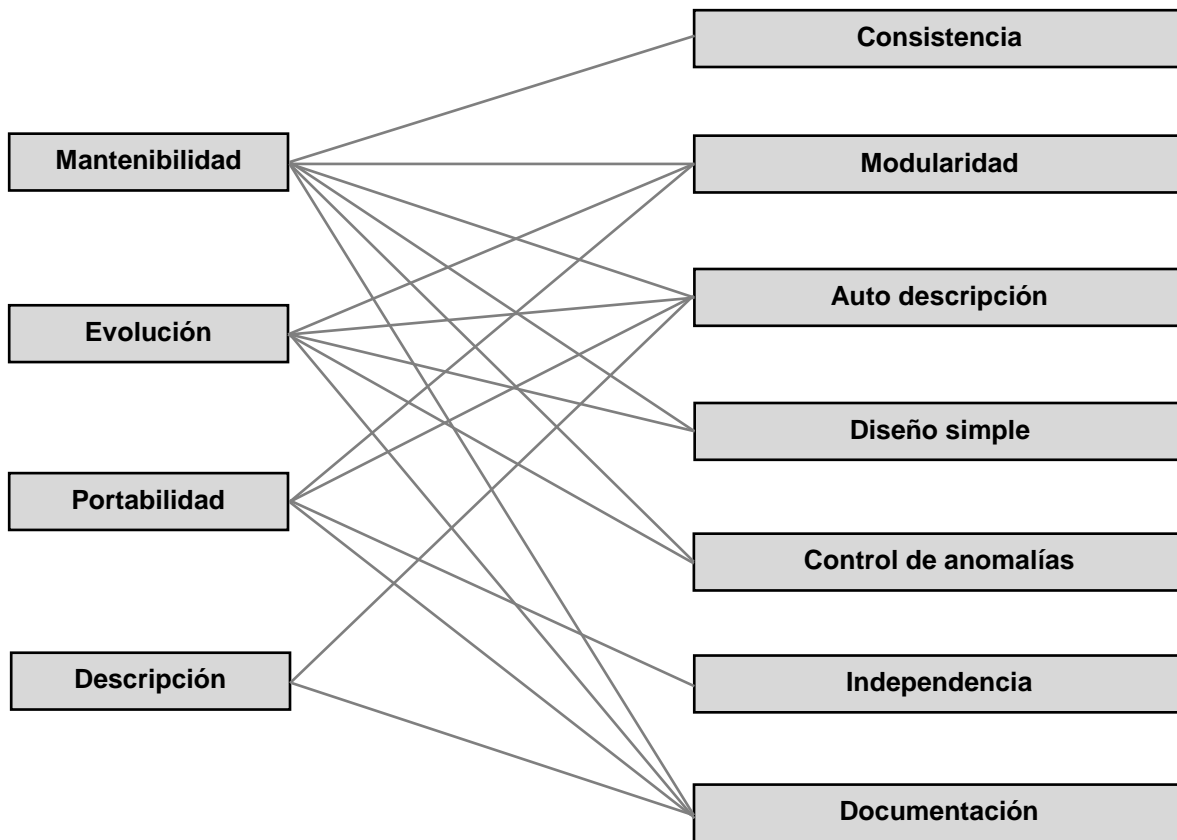 Consistencia
Mantenibilidad
Modularidad
Auto descripción
Evolución
Diseño simple
Portabilidad
Control de anomalías
Descripción
Independencia
Documentación